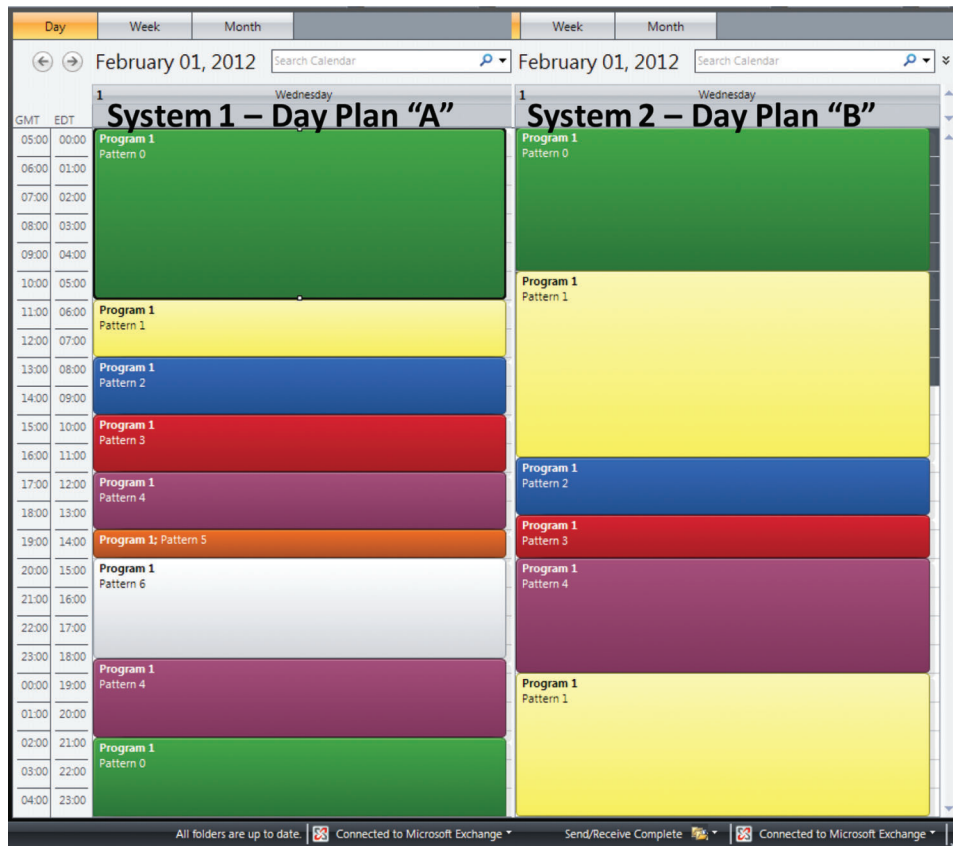 Day Week Month Week Month
February 01, 2012 Search Calendar February 01, 2012 Search Calendar
1 Wednesday 1 Wednesday
GMT EDT System 1 – Day Plan “A” System 2 – Day Plan “B”
05:00 00:00 Program 1 Program 1
Pattern 0 Pattern 0
06:00 01:00
07:00 02:00
08:00 03:00
09:00 04:00
10:00 05:00 Program 1
Pattern 1
11:00 06:00 Program 1
Pattern 1
12:00 07:00
13:00 08:00 Program 1
Pattern 2
14:00 09:00
15:00 10:00 Program 1
Pattern 3
16:00 11:00 Program 1
17:00 12:00 Program 1 Pattern 2
Pattern 4
18:00 13:00 Program 1
19:00 14:00 Program 1; Pattern 5 Pattern 3
20:00 15:00 Program 1 Program 1
Pattern 6 Pattern 4
21:00 16:00
22:00 17:00
23:00 18:00 Program 1
00:00 19:00 Pattern 4 Program 1
Pattern 1
01:00 20:00
02:00 21:00 Program 1
03:00 22:00 Pattern 0
04:00 23:00
All folders are up to date. Connected to Microsoft Exchange Send/Receive Complete Connected to Microsoft Exchange